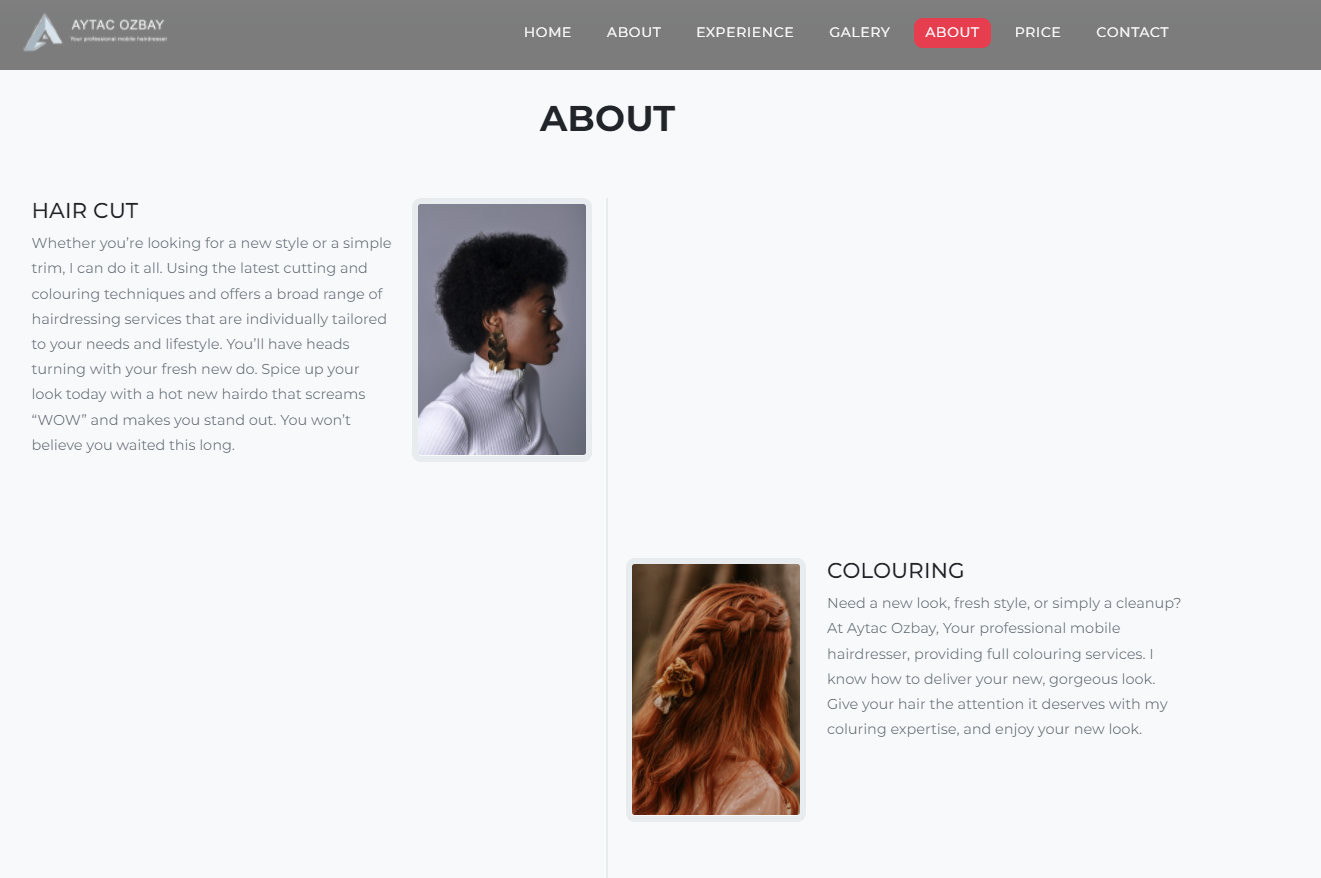 AYTAC OZBAY
Your professional mobile hairdresser
HOME ABOUT EXPERIENCE GALERY ABOUT PRICE CONTACT
ABOUT
HAIR CUT
Whether you’re looking for a new style or a simple
trim, I can do it all. Using the latest cutting and
colouring techniques and offers a broad range of
hairdressing services that are individually tailored
to your needs and lifestyle. You’ll have heads
turning with your fresh new do. Spice up your
look today with a hot new hairdo that screams
“WOW” and makes you stand out. You won’t
believe you waited this long.
COLOURING
Need a new look, fresh style, or simply a cleanup?
At Aytac Ozbay, Your professional mobile
hairdresser, providing full colouring services. I
know how to deliver your new, gorgeous look.
Give your hair the attention it deserves with my
coluring expertise, and enjoy your new look.